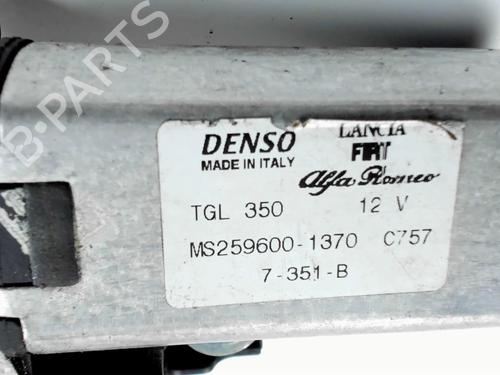 B-PARTS
DENSO
MADE IN ITALY
LANCIA
FIAT
Alfa Romeo
TGL 350 12 V
MS259600-1370 C757
7-351-B